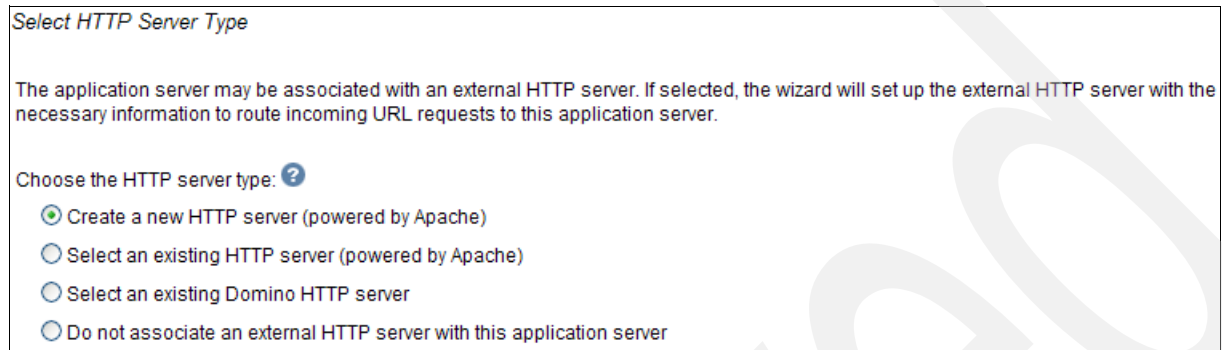 Select HTTP Server Type
The application server may be associated with an external HTTP server. If selected, the wizard will set up the external HTTP server with the
necessary information to route incoming URL requests to this application server.
Choose the HTTP server type: ?
Create a new HTTP server (powered by Apache)
Select an existing HTTP server (powered by Apache)
Select an existing Domino HTTP server
Do not associate an external HTTP server with this application server